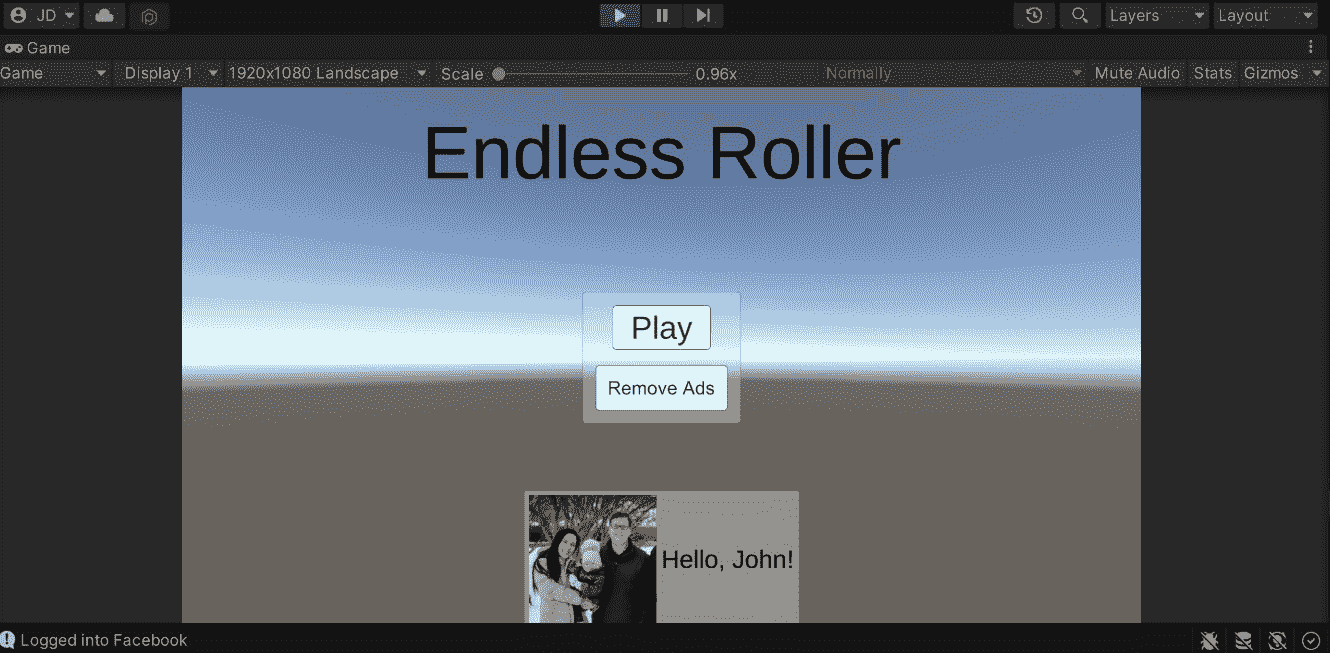 JD Layers Layout
Game
Game Display 1 1920x1080 Landscape Scale 0.96x Normally Mute Audio Stats Gizmos
Endless Roller
Play
Remove Ads
Hello, John!
Logged into Facebook